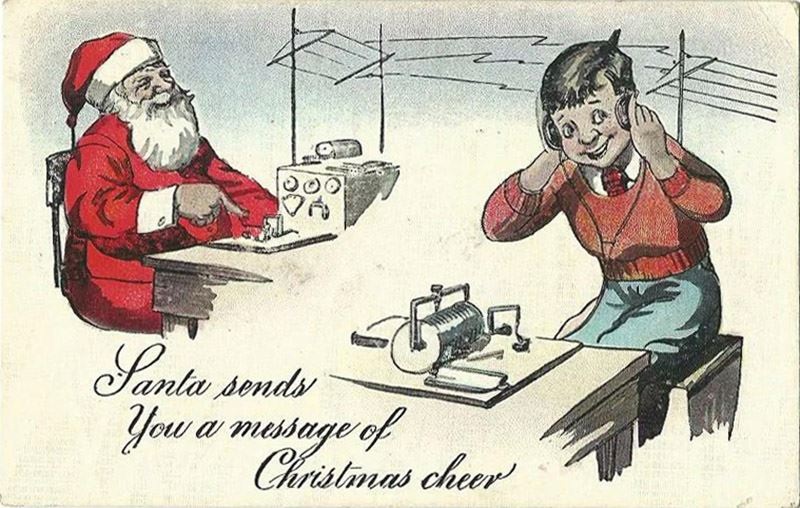 Santa sends
You a message of
Christmas cheer